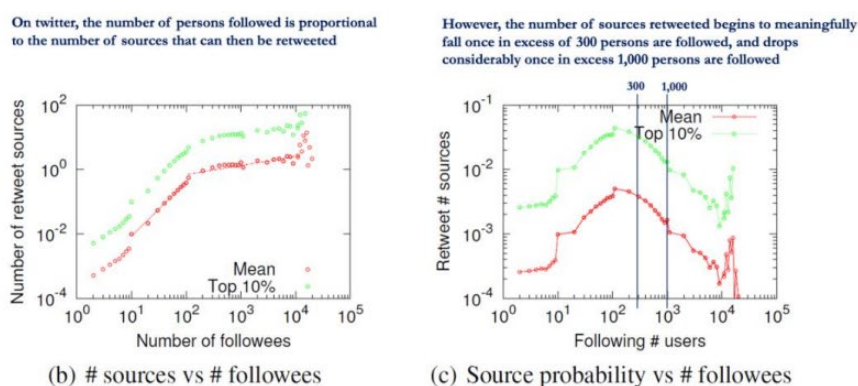 On twitter, the number of persons followed is proportional
to the number of sources that can then be retweeted
However, the number of sources retweeted begins to meaningfully
fall once in excess of 300 persons are followed, and drops
considerably once in excess 1,000 persons are followed
Number of retweet sources
10^2
10^0
10^-2
10^-4
Mean
Top 10%
10^0 10^1 10^2 10^3 10^4 10^5
Number of followees
(b) # sources vs # followees
300 1,000
Retweet # sources
10^-1
10^-2
10^-3
10^-4
Mean
Top 10%
10^0 10^1 10^2 10^3 10^4 10^5
Following # users
(c) Source probability vs # followees